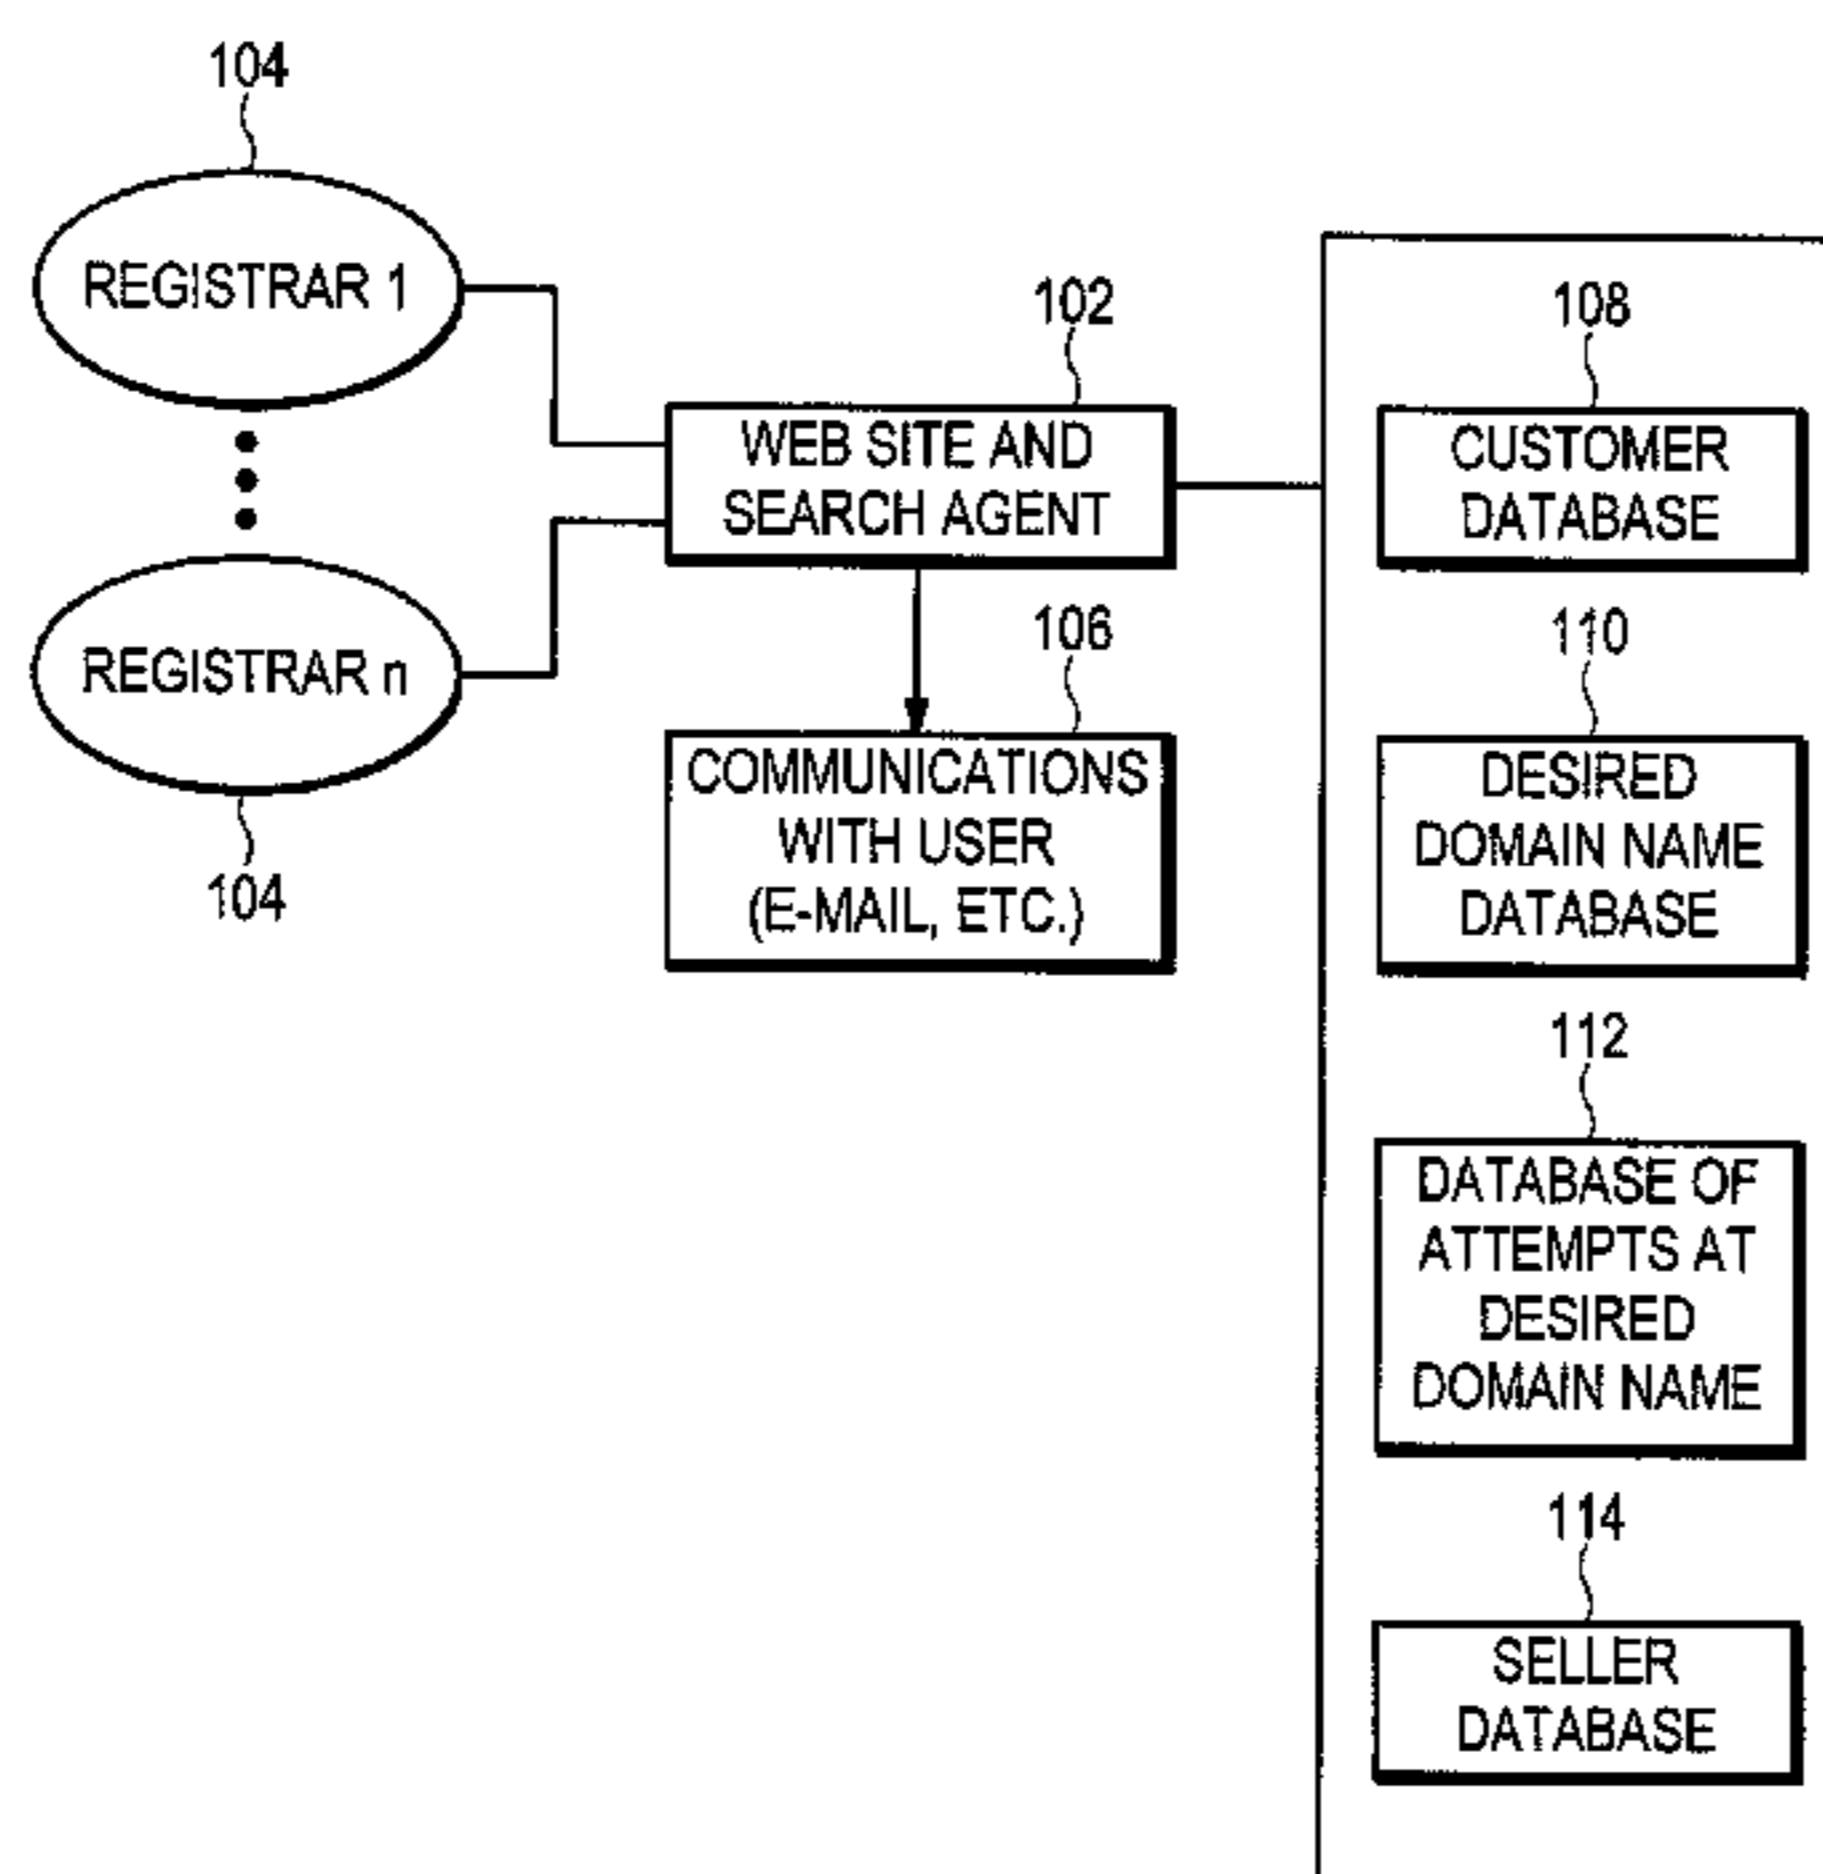 104
REGISTRAR 1
REGISTRAR n
104
102
WEB SITE AND
SEARCH AGENT
106
COMMUNICATIONS
WITH USER
(E-MAIL, ETC.)
108
CUSTOMER
DATABASE
110
DESIRED
DOMAIN NAME
DATABASE
112
DATABASE OF
ATTEMPTS AT
DESIRED
DOMAIN NAME
114
SELLER
DATABASE